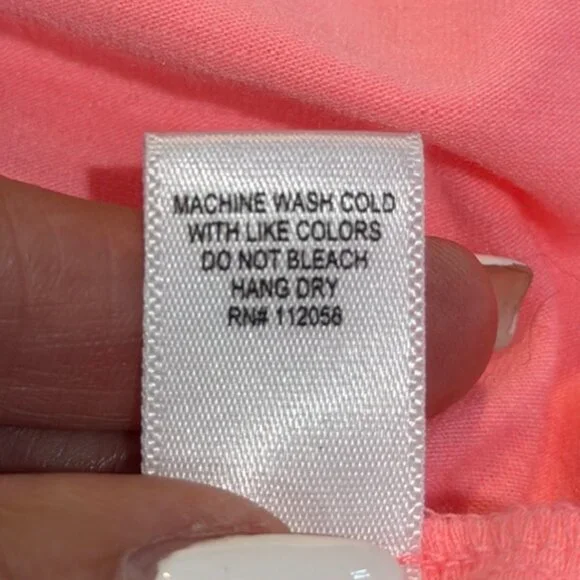 MACHINE WASH COLD
WITH LIKE COLORS
DO NOT BLEACH
HANG DRY
RN# 112058